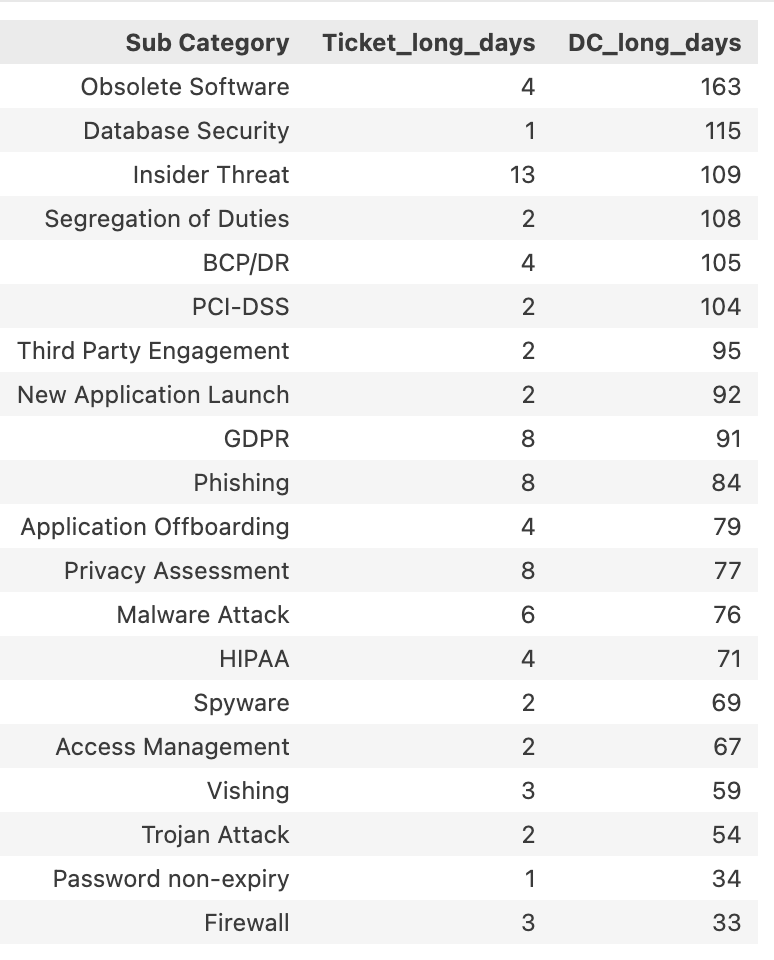 Sub Category Ticket_long_days DC_long_days
Obsolete Software 4 163
Database Security 1 115
Insider Threat 13 109
Segregation of Duties 2 108
BCP/DR 4 105
PCI-DSS 2 104
Third Party Engagement 2 95
New Application Launch 2 92
GDPR 8 91
Phishing 8 84
Application Offboarding 4 79
Privacy Assessment 8 77
Malware Attack 6 76
HIPAA 4 71
Spyware 2 69
Access Management 2 67
Vishing 3 59
Trojan Attack 2 54
Password non-expiry 1 34
Firewall 3 33